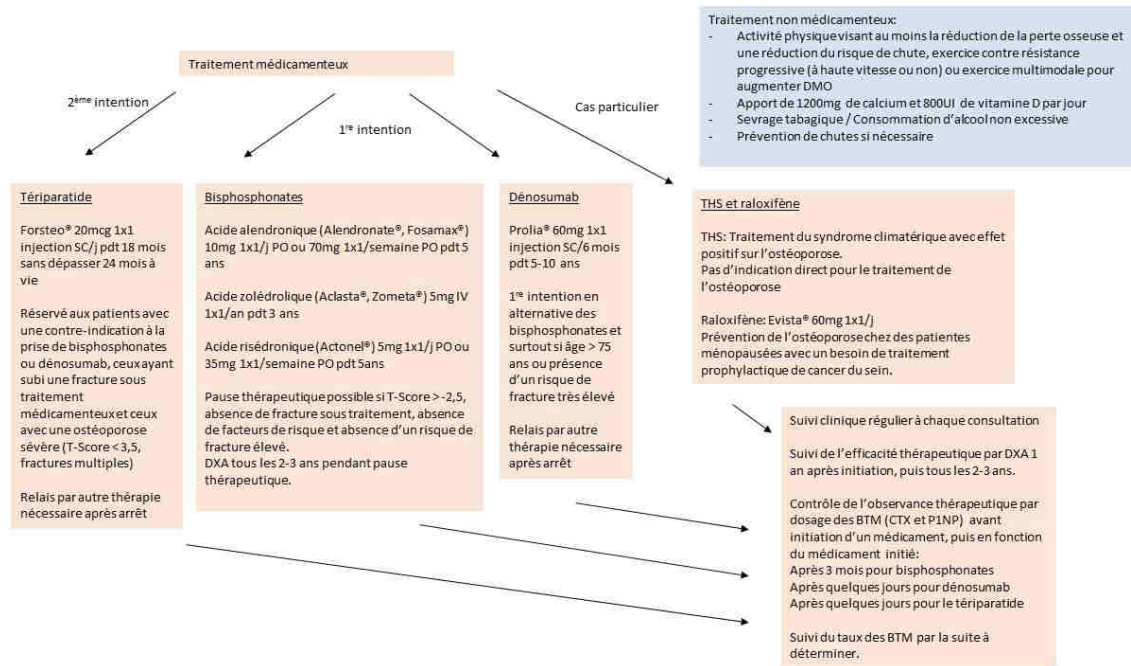 Traitement non médicamenteux:
- Activité physique visant au moins la réduction de la perte osseuse et
une réduction du risque de chute, exercice contre résistance
progressive (à haute vitesse ou non) ou exercice multimodale pour
augmenter DMO
- Apport de 1200mg de calcium et 800UI de vitamine D par jour
- Sevrage tabagique / Consommation d'alcool non excessive
- Prévention de chutes si nécessaire
Traitement médicamenteux
2ème intention
1re intention
Cas particulier
Tériparatide
Forsteo® 20mcg 1x1
injection SC/j pdt 18 mois
sans dépasser 24 mois à
vie
Réservé aux patients avec
une contre-indication à la
prise de bisphosphonates
ou dénosumab, ceux ayant
subi une fracture sous
traitement
médicamenteux et ceux
avec une ostéoporose
sévère (T-Score < 3,5,
fractures multiples)
Relais par autre thérapie
nécessaire après arrêt
Bisphosphonates
Acide alendronique (Alendronate®, Fosamax®)
10mg 1x1/j PO ou 70mg 1x1/semaine PO pdt 5
ans
Acide zolédrolique (Aclasta®, Zometa®) 5mg IV
1x1/an pdt 3 ans
Acide risédronique (Actonel®) 5mg 1x1/j PO ou
35mg 1x1/semaine PO pdt 5ans
Pause thérapeutique possible si T-Score > -2,5,
absence de fracture sous traitement, absence
de facteurs de risque et absence d'un risque de
fracture élevé.
DXA tous les 2-3 ans pendant pause
thérapeutique.
Dénosumab
Prolia® 60mg 1x1
injection SC/6 mois
pdt 5-10 ans
1re intention en
alternative des
bisphosphonates et
surtout si âge > 75
ans ou présence
d'un risque de
fracture très élevé
Relais par autre
thérapie nécessaire
après arrêt
THS et raloxifène
THS: Traitement du syndrome climatérique avec effet
positif sur l'ostéoporose.
Pas d'indication direct pour le traitement de
l'ostéoporose
Raloxifène: Evista® 60mg 1x1/j
Prévention de l'ostéoporose chez des patientes
ménopausées avec un besoin de traitement
prophylactique de cancer du sein.
Suivi clinique régulier à chaque consultation
Suivi de l'efficacité thérapeutique par DXA 1
an après initiation, puis tous les 2-3 ans.
Contrôle de l'observance thérapeutique par
dosage des BTM (CTX et P1NP) avant
initiation d'un médicament, puis en fonction
du médicament initié:
Après 3 mois pour bisphosphonates
Après quelques jours pour dénosumab
Après quelques jours pour le tériparatide
Suivi du taux des BTM par la suite à
déterminer.